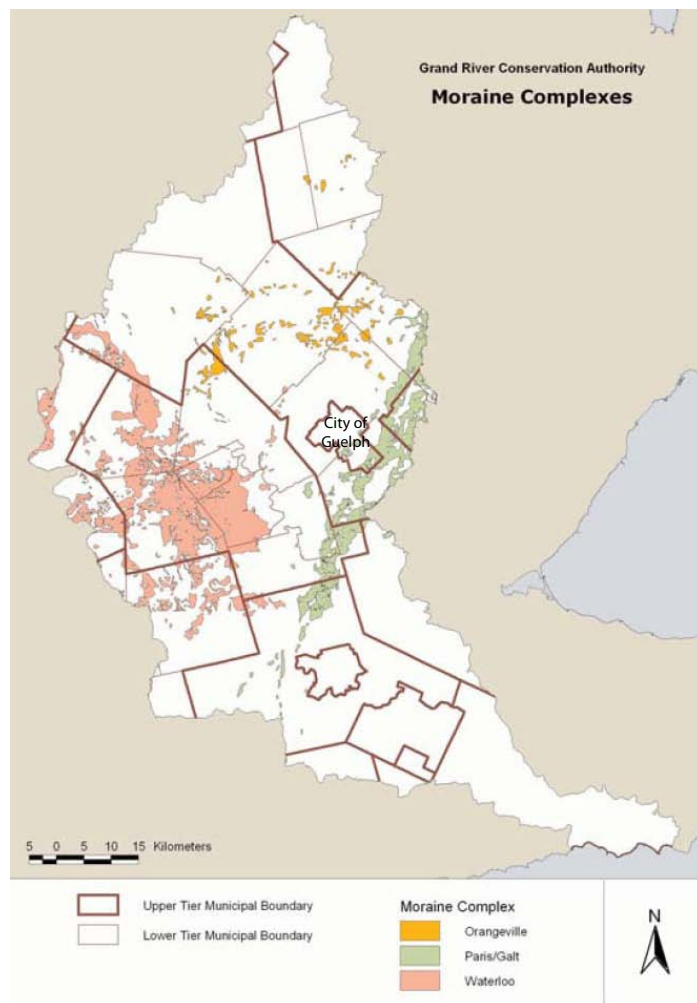 Grand River Conservation Authority
Moraine Complexes
City of
Guelph
5 0 5 10 15 Kilometers
Upper Tier Municipal Boundary
Lower Tier Municipal Boundary
Moraine Complex
Orangeville
Paris/Galt
Waterloo
N